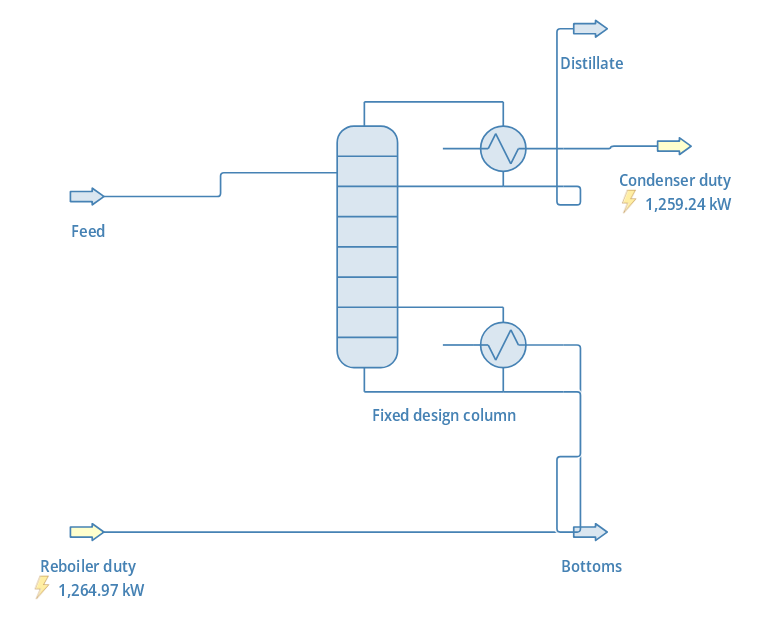 Distillate
Condenser duty
1,259.24 kW
Feed
Fixed design column
Reboiler duty
1,264.97 kW
Bottoms